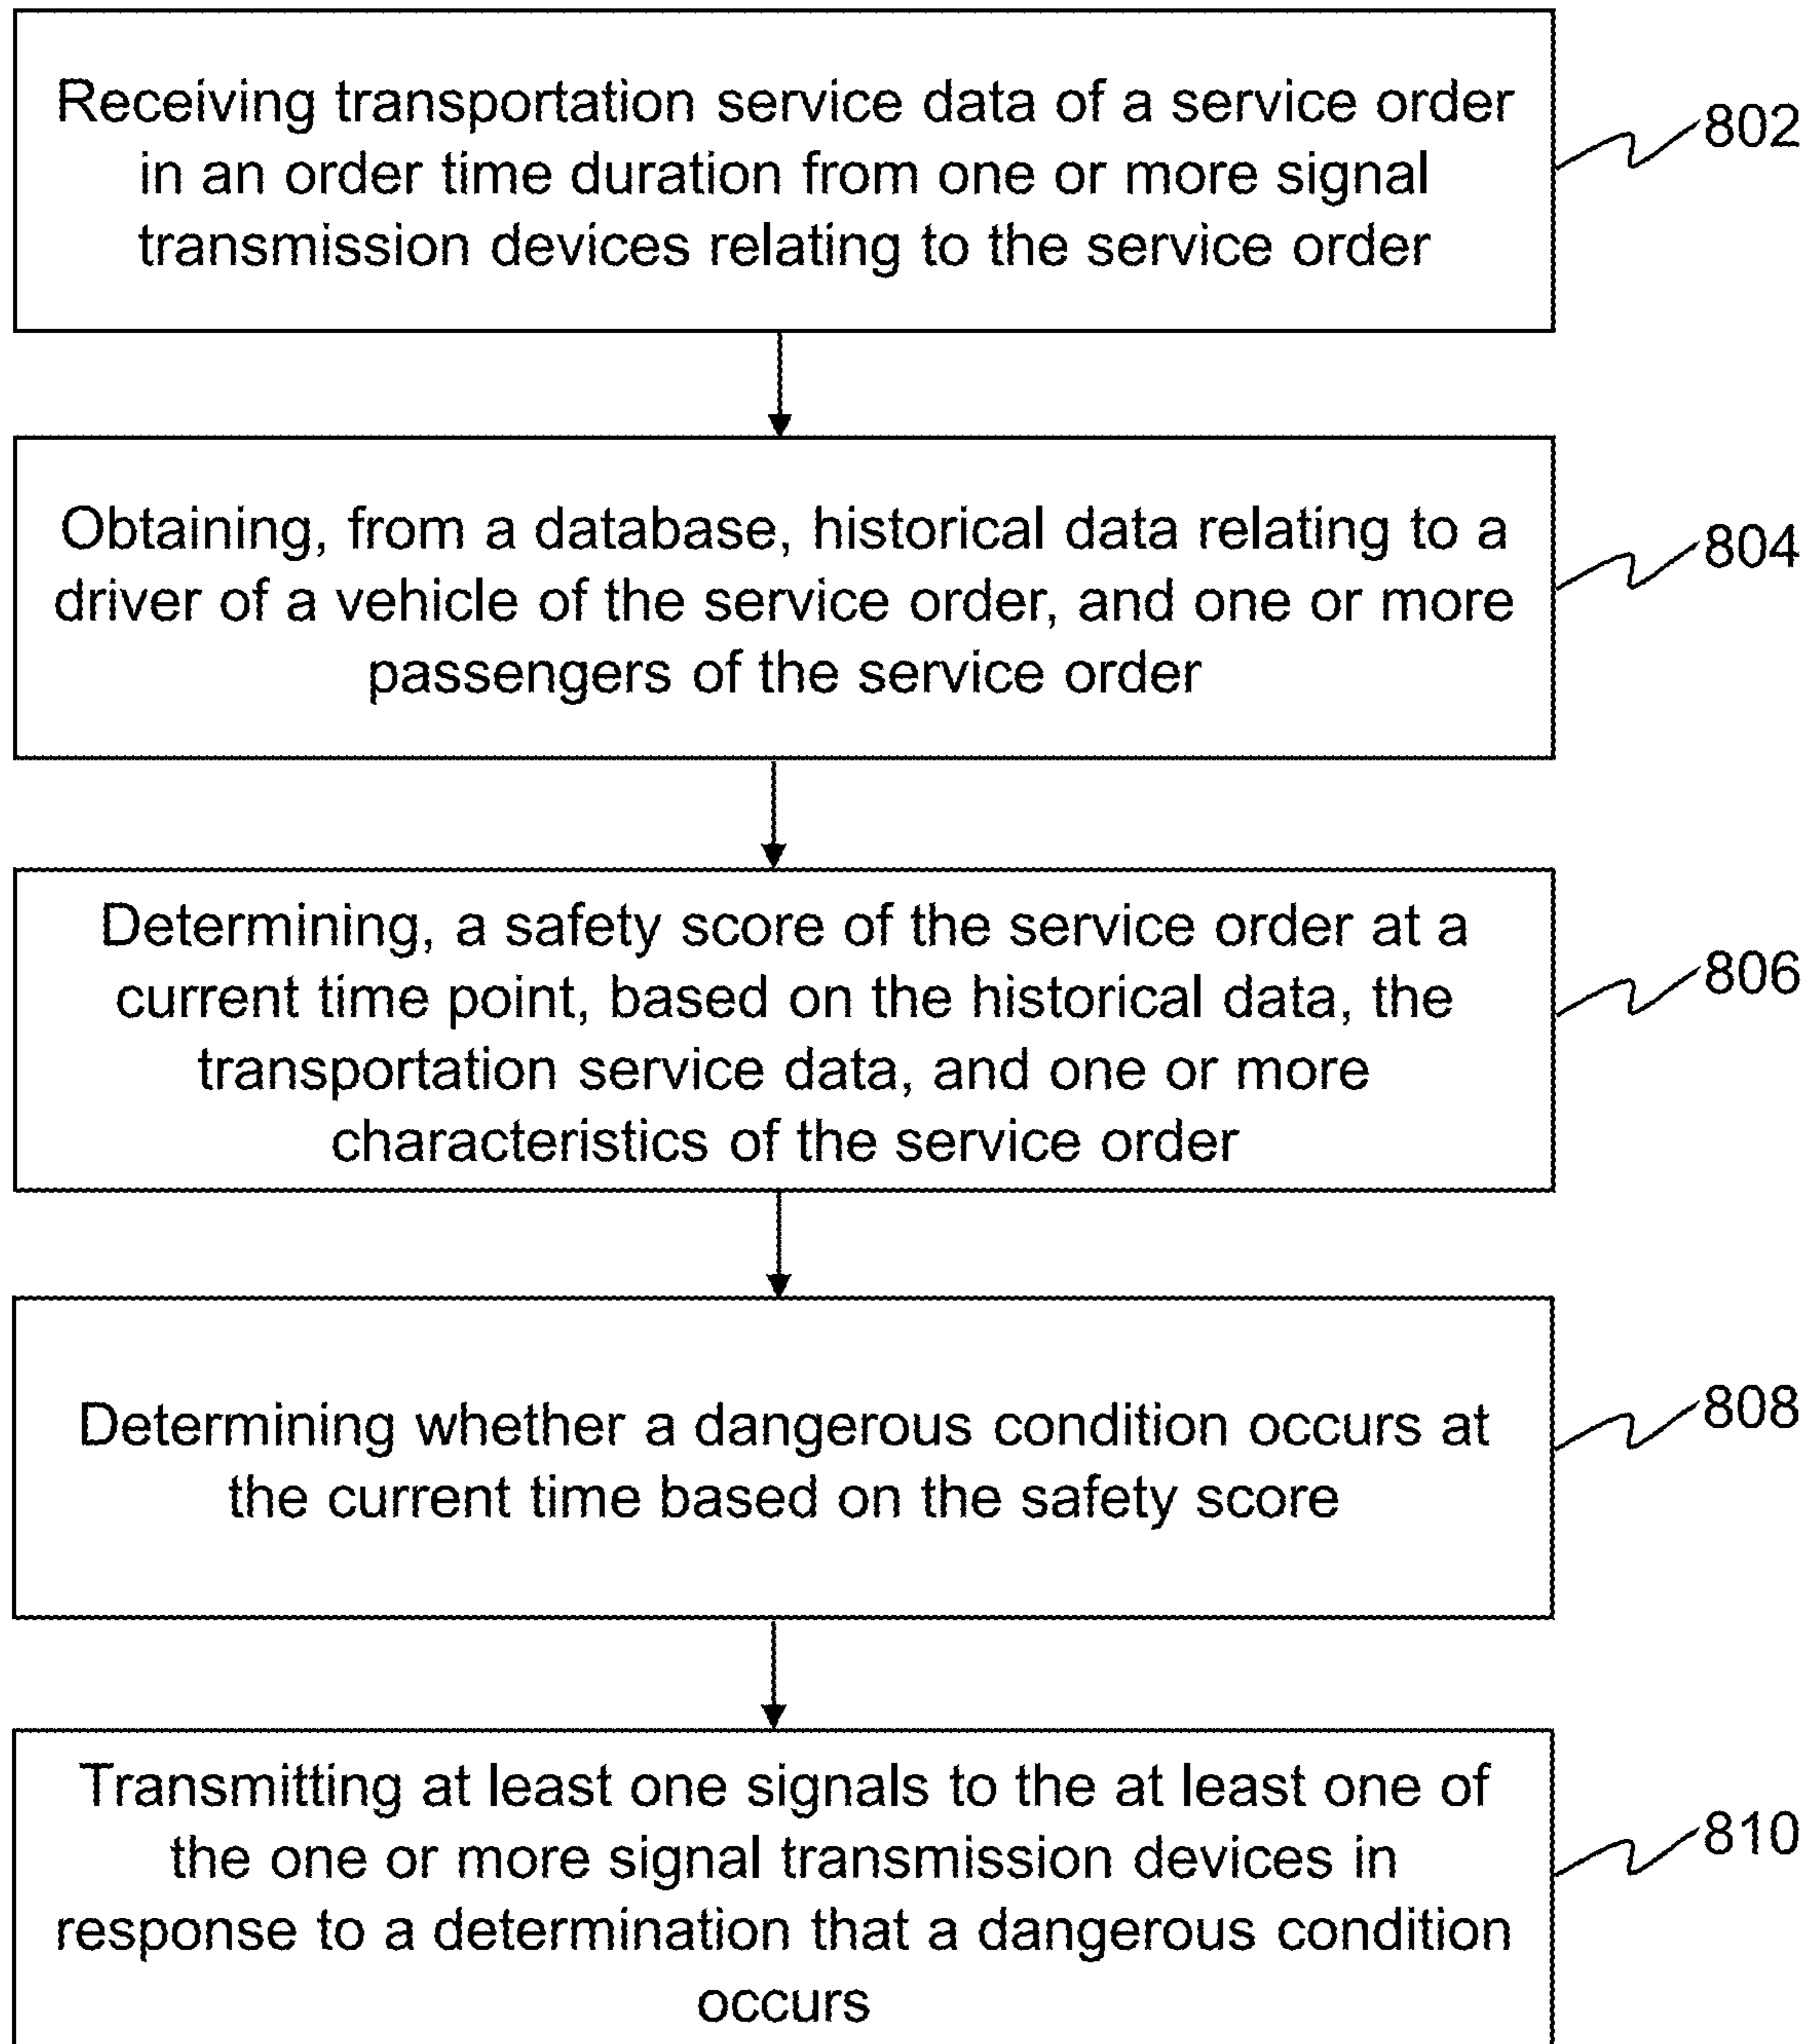 Receiving transportation service data of a service order
in an order time duration from one or more signal
transmission devices relating to the service order
802
Obtaining, from a database, historical data relating to a
driver of a vehicle of the service order, and one or more
passengers of the service order
804
Determining, a safety score of the service order at a
current time point, based on the historical data, the
transportation service data, and one or more
characteristics of the service order
806
Determining whether a dangerous condition occurs at
the current time based on the safety score
808
Transmitting at least one signals to the at least one of
the one or more signal transmission devices in
response to a determination that a dangerous condition
occurs
810